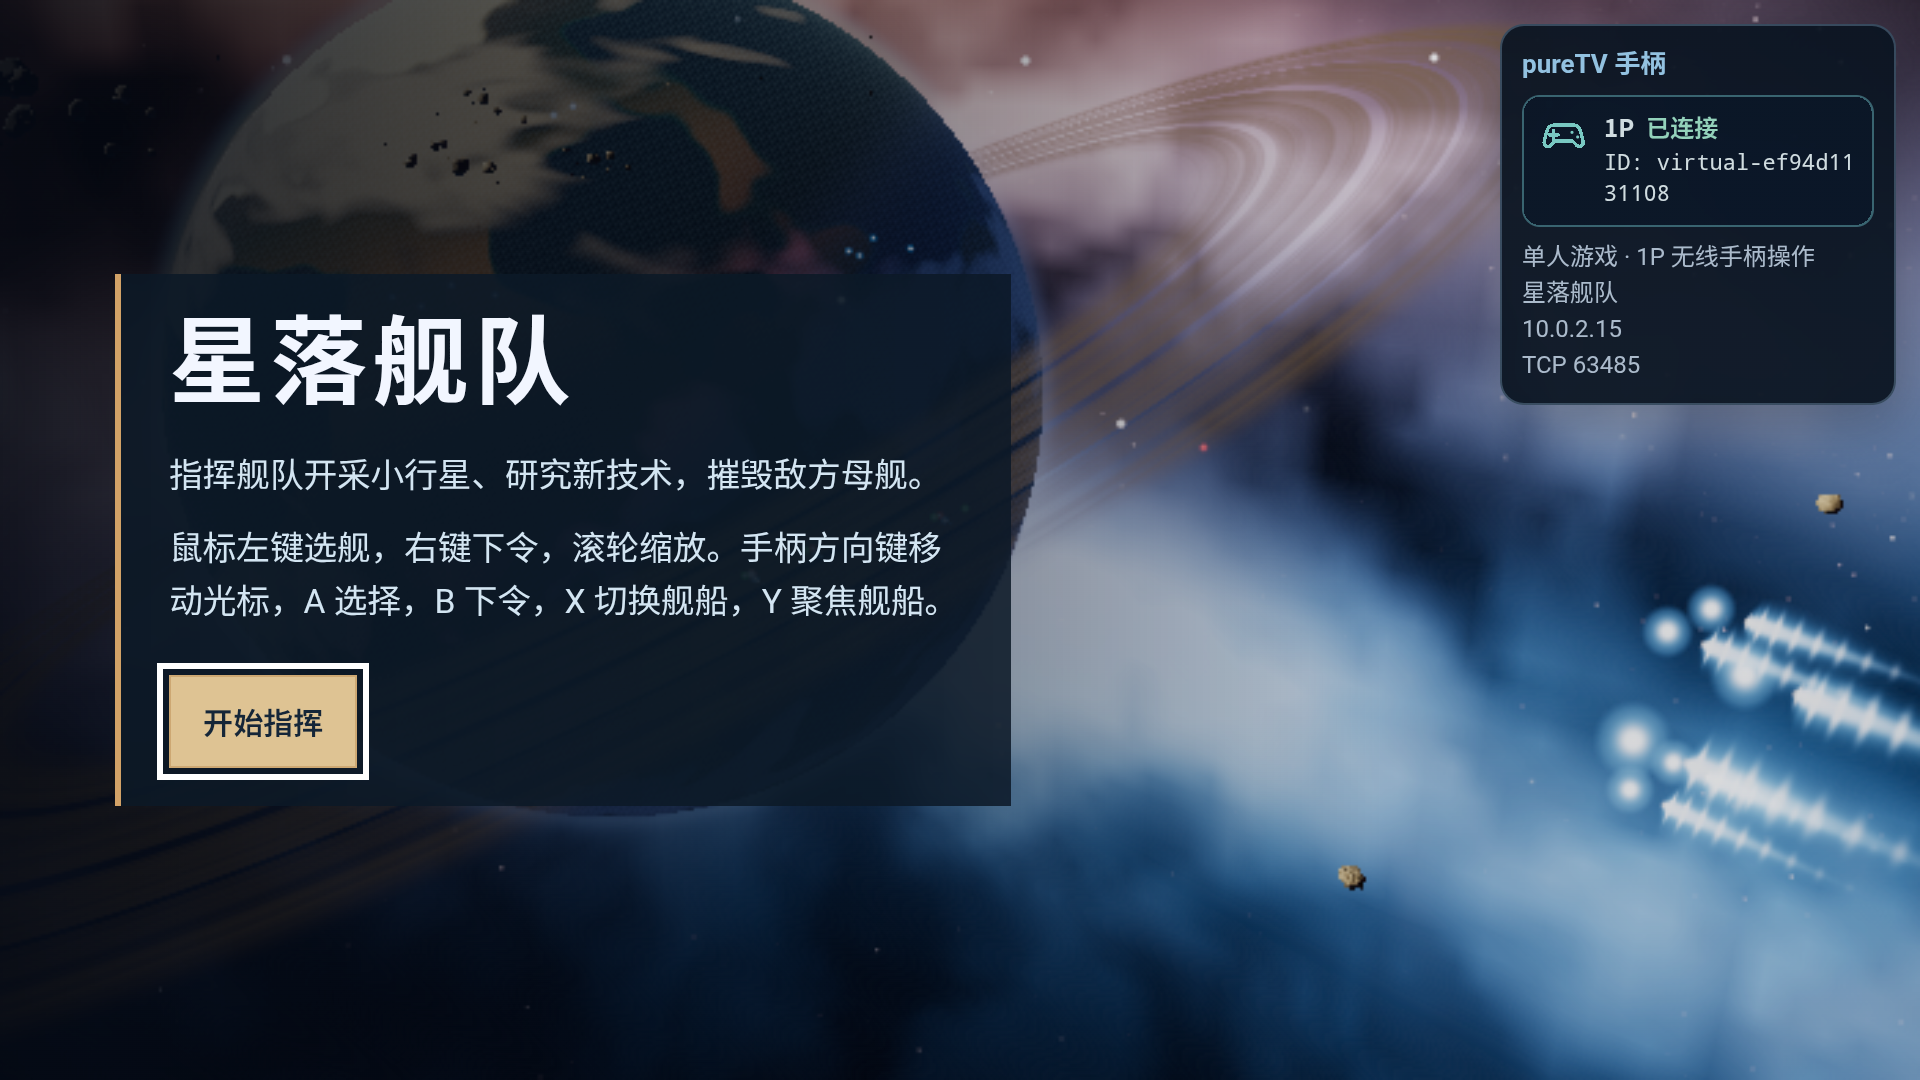 星落舰队
指挥舰队开采小行星、研究新技术，摧毁敌方母舰。
鼠标左键选舰，右键下令，滚轮缩放。手柄方向键移
动光标，A 选择，B 下令，X 切换舰船，Y 聚焦舰船。
开始指挥
pureTV 手柄
1P 已连接
ID: virtual-ef94d11
31108
单人游戏 · 1P 无线手柄操作
星落舰队
10.0.2.15
TCP 63485